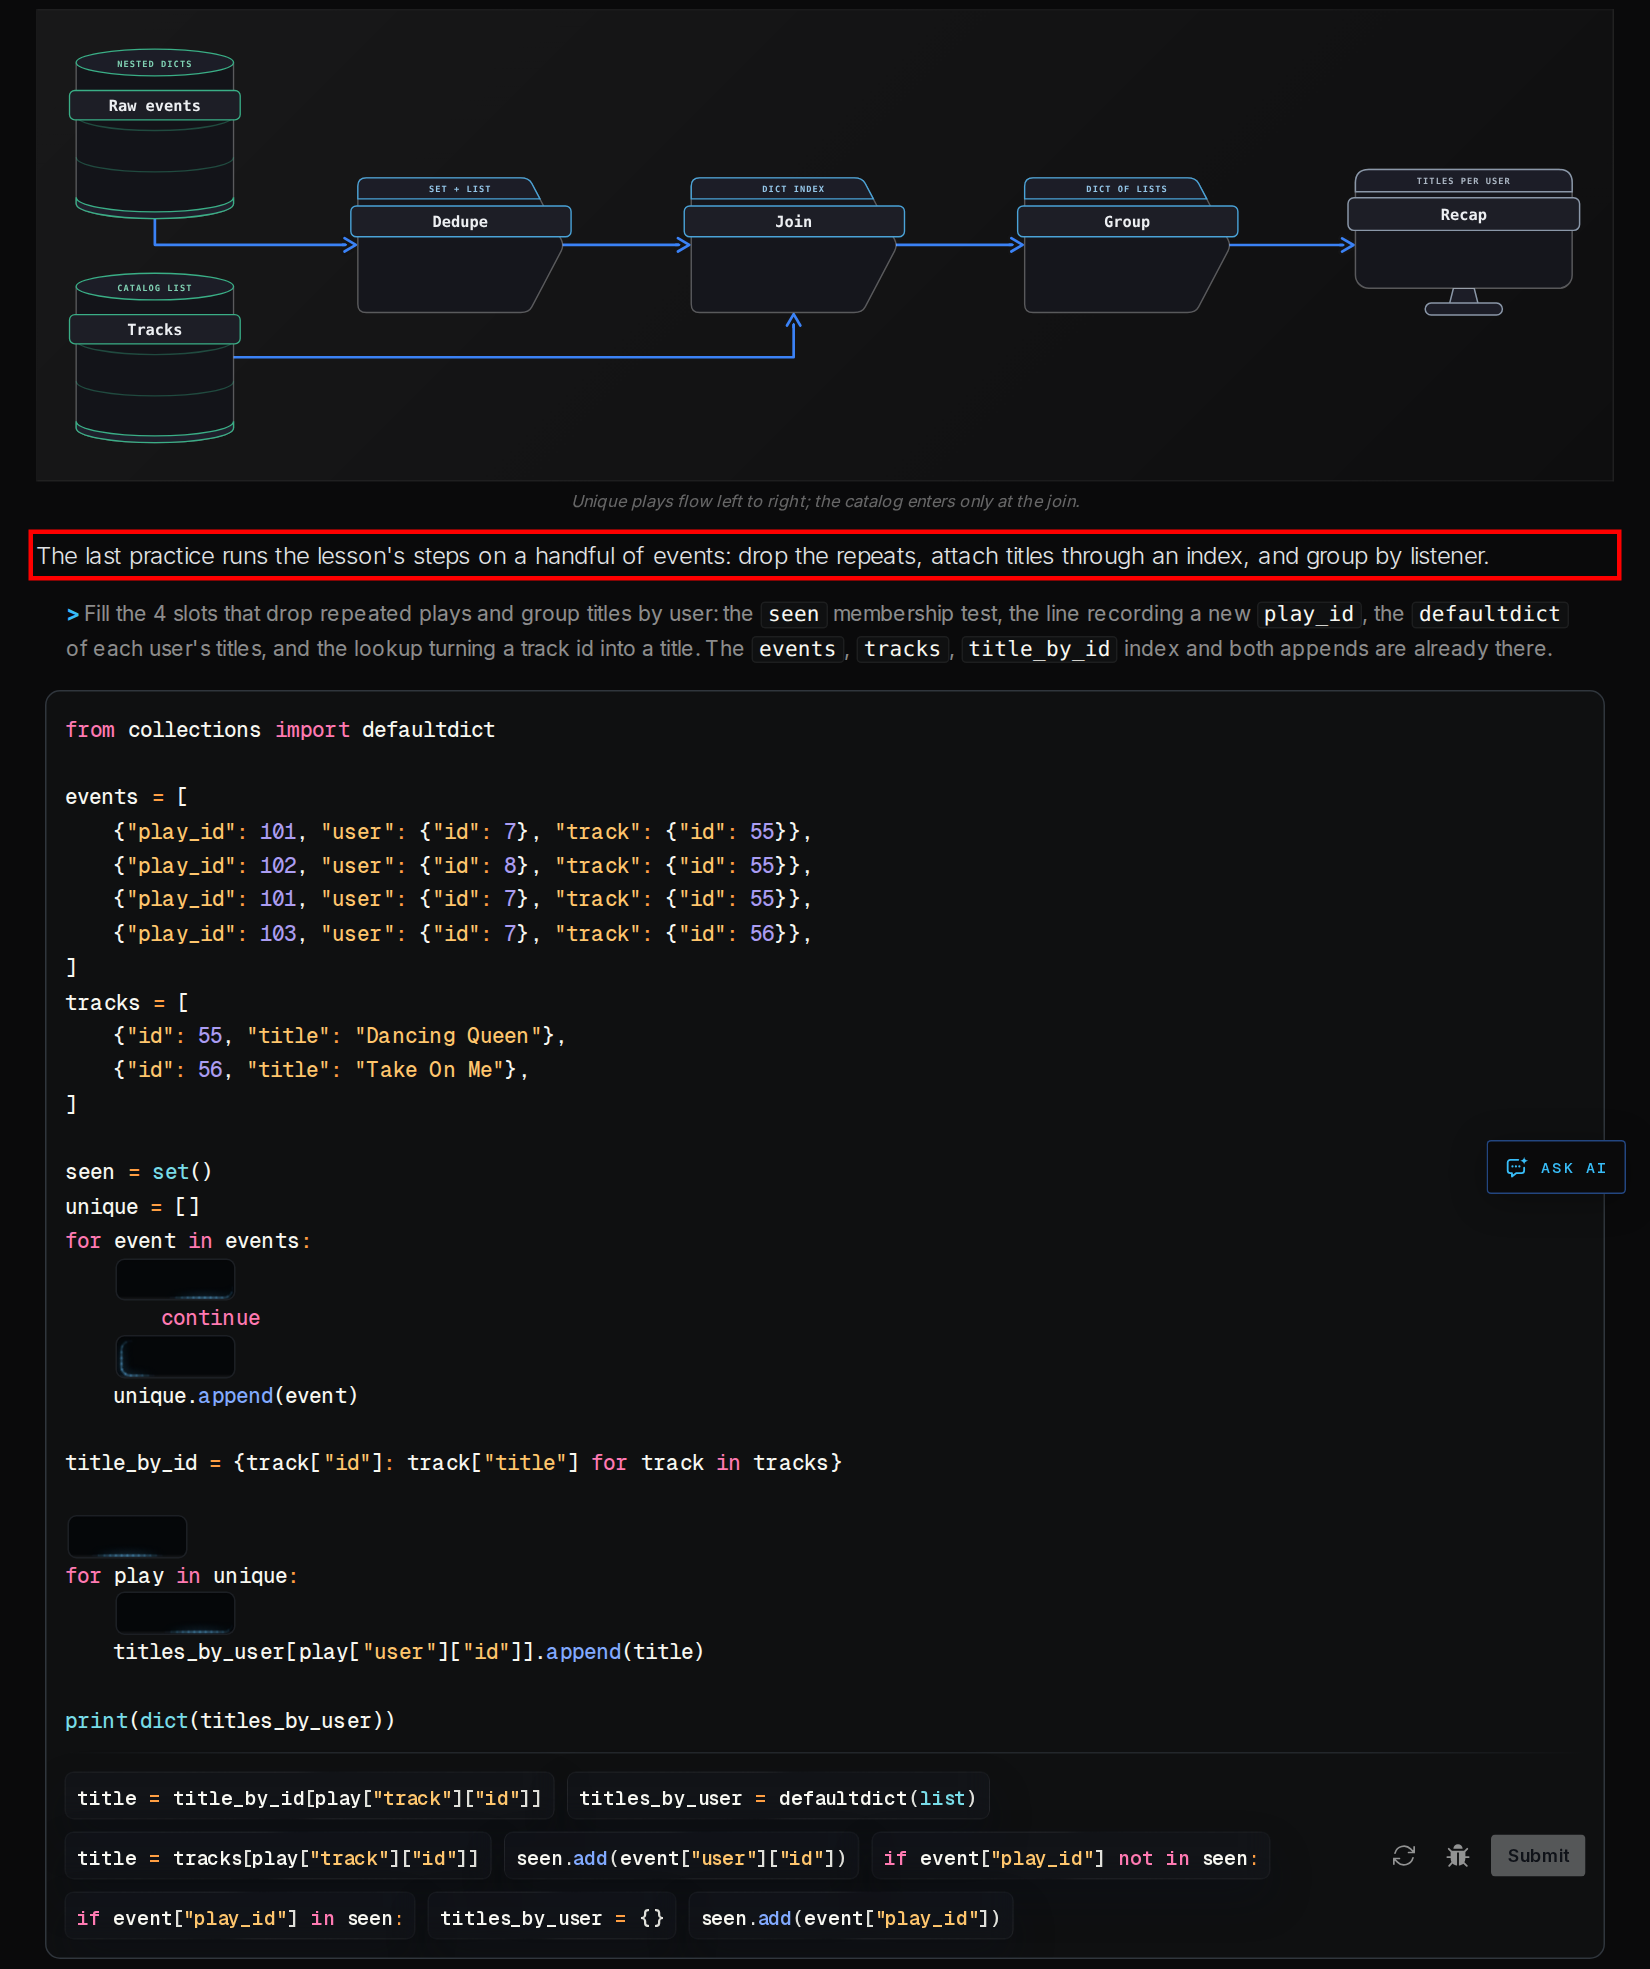 NESTED DICTS
Raw events
CATALOG LIST
Tracks
SET + LIST
Dedupe
DICT INDEX
Join
DICT OF LISTS
Group
TITLES PER USER
Recap
Unique plays flow left to right; the catalog enters only at the join.
The last practice runs the lesson's steps on a handful of events: drop the repeats, attach titles through an index, and group by listener.
> Fill the 4 slots that drop repeated plays and group titles by user: the seen membership test, the line recording a new play_id, the defaultdict
of each user's titles, and the lookup turning a track id into a title. The events, tracks, title_by_id index and both appends are already there.
from collections import defaultdict
events = [
    {"play_id": 101, "user": {"id": 7}, "track": {"id": 55}},
    {"play_id": 102, "user": {"id": 8}, "track": {"id": 55}},
    {"play_id": 101, "user": {"id": 7}, "track": {"id": 55}},
    {"play_id": 103, "user": {"id": 7}, "track": {"id": 56}},
]
tracks = [
    {"id": 55, "title": "Dancing Queen"},
    {"id": 56, "title": "Take On Me"},
]
ASK AI
seen = set()
unique = []
for event in events:
        continue
    unique.append(event)
title_by_id = {track["id"]: track["title"] for track in tracks}
for play in unique:
    titles_by_user[play["user"]["id"]].append(title)
print(dict(titles_by_user))
title = title_by_id[play["track"]["id"]]
titles_by_user = defaultdict(list)
title = tracks[play["track"]["id"]]
seen.add(event["user"]["id"])
if event["play_id"] not in seen:
Submit
if event["play_id"] in seen:
titles_by_user = {}
seen.add(event["play_id"])